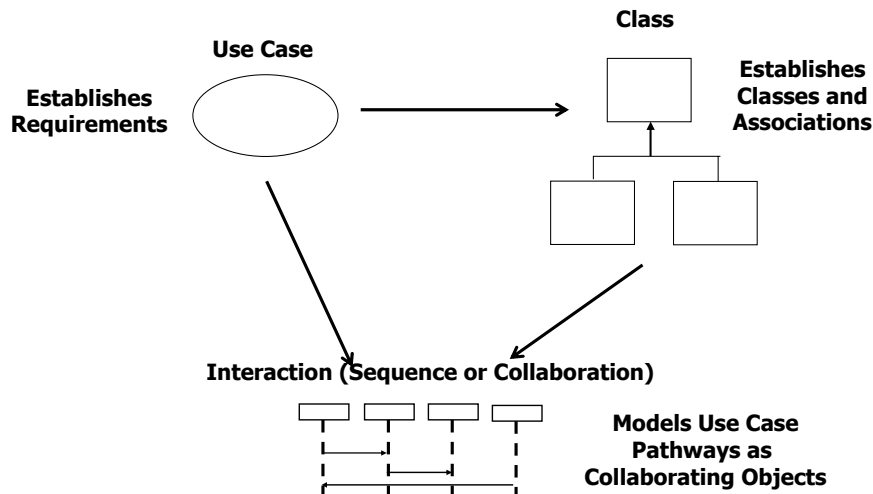 Class
Use Case
Establishes
Requirements
Establishes
Classes and
Associations
Interaction (Sequence or Collaboration)
Models Use Case
Pathways as
Collaborating Objects